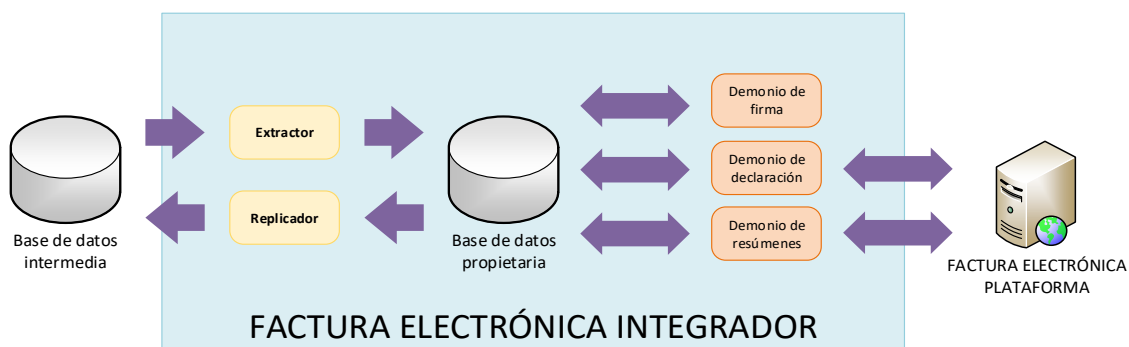 Base de datos
intermedia
Extractor
Replicador
Base de datos
propietaria
Demonio de
firma
Demonio de
declaración
Demonio de
resúmenes
FACTURA ELECTRÓNICA
PLATAFORMA
FACTURA ELECTRÓNICA INTEGRADOR